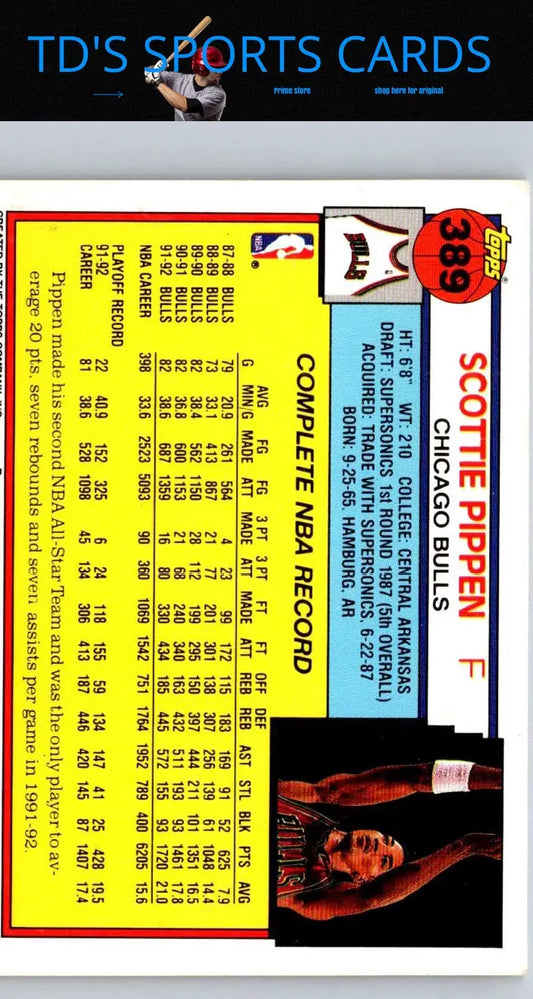 TD'S SPORTS CARDS
Prime store
shop here for original
topps
389
SCOTTIE PIPPEN F
CHICAGO BULLS
BULLS
HT: 6'8" WT: 210 COLLEGE: CENTRAL ARKANSAS
DRAFT: SUPERSONICS 1st ROUND 1987 (5th OVERALL)
ACQUIRED: TRADE WITH SUPERSONICS, 6-22-87
BORN: 9-25-65, HAMBURG, AR
NBA
COMPLETE NBA RECORD
AVG FG FG 3 PT 3 PT FT FT OFF DEF
G MIN/G MADE ATT MADE ATT MADE ATT REB REB AST STL BLK PTS AVG
87-88 BULLS 79 20.9 261 564 4 23 99 172 115 183 169 91 52 625 7.9
88-89 BULLS 73 33.1 413 867 21 77 201 301 138 307 256 139 61 1048 14.4
89-90 BULLS 82 38.4 562 1150 28 112 199 295 150 397 444 211 101 1351 16.5
90-91 BULLS 82 36.6 600 1153 21 68 240 340 163 432 511 193 93 1461 17.8
91-92 BULLS 82 38.6 687 1359 16 80 330 434 185 445 572 155 93 1720 21.0
NBA CAREER 398 33.6 2523 5093 90 360 1069 1542 751 1764 1952 789 400 6205 15.6
PLAYOFF RECORD
91-92 22 40.9 152 325 6 24 118 155 59 134 147 41 25 428 19.5
CAREER 81 38.6 528 1098 45 134 306 413 187 446 420 145 87 1407 17.4
Pippen made his second NBA All-Star Team and was the only player to av-
erage 20 pts, seven rebounds and seven assists per game in 1991-92.
BULLS